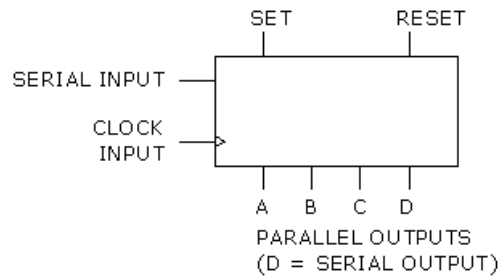 SET
RESET
SERIAL INPUT
CLOCK
INPUT
A
B
C
D
PARALLEL OUTPUTS
(D = SERIAL OUTPUT)